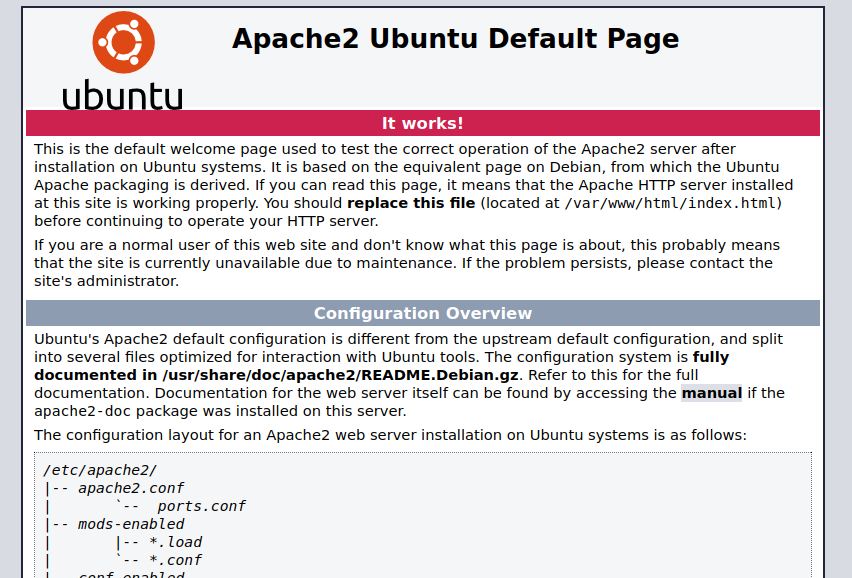 ubuntu
Apache2 Ubuntu Default Page
It works!
This is the default welcome page used to test the correct operation of the Apache2 server after
installation on Ubuntu systems. It is based on the equivalent page on Debian, from which the Ubuntu
Apache packaging is derived. If you can read this page, it means that the Apache HTTP server installed
at this site is working properly. You should replace this file (located at /var/www/html/index.html)
before continuing to operate your HTTP server.
If you are a normal user of this web site and don't know what this page is about, this probably means
that the site is currently unavailable due to maintenance. If the problem persists, please contact the
site's administrator.
Configuration Overview
Ubuntu's Apache2 default configuration is different from the upstream default configuration, and split
into several files optimized for interaction with Ubuntu tools. The configuration system is fully
documented in /usr/share/doc/apache2/README.Debian.gz. Refer to this for the full
documentation. Documentation for the web server itself can be found by accessing the manual if the
apache2-doc package was installed on this server.
The configuration layout for an Apache2 web server installation on Ubuntu systems is as follows:
/etc/apache2/
|-- apache2.conf
|       `--  ports.conf
|-- mods-enabled
|       |-- *.load
|       `-- *.conf
|-- conf-enabled